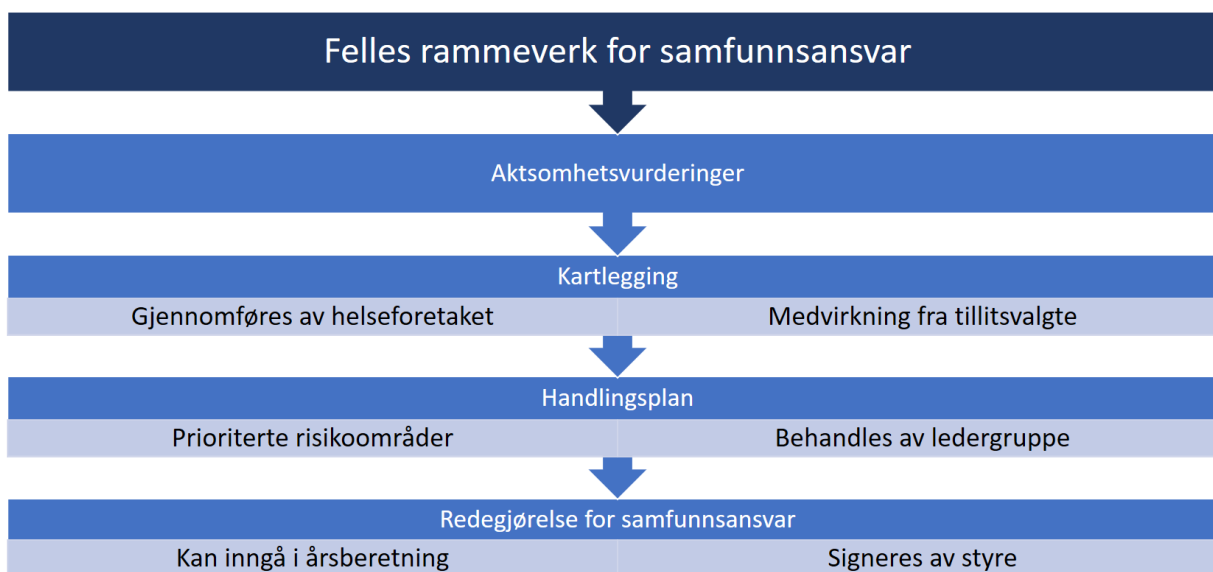 Felles rammeverk for samfunnsansvar
Aktsomhetsvurderinger
Kartlegging
Gjennomføres av helseforetaket
Medvirkning fra tillitsvalgte
Handlingsplan
Prioriterte risikoområder
Behandles av ledergruppe
Redegjørelse for samfunnsansvar
Kan inngå i årsberetning
Signeres av styre